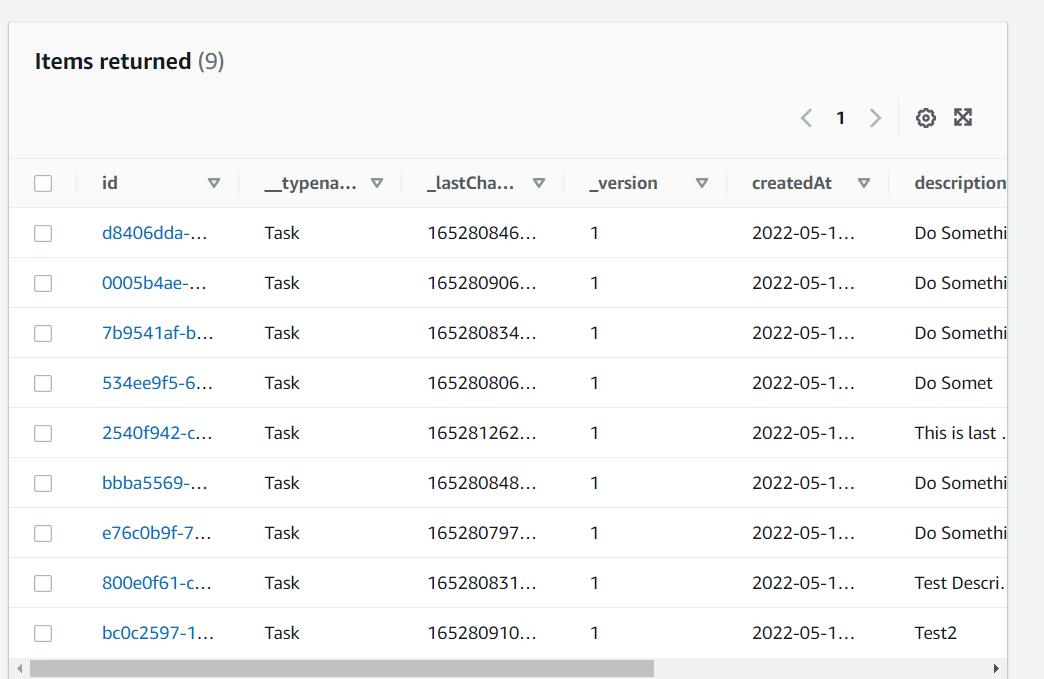 Items returned (9)
1
id __typena... _lastCha... _version createdAt description
d8406dda-... Task 165280846... 1 2022-05-1... Do Somethi
0005b4ae-... Task 165280906... 1 2022-05-1... Do Somethi
7b9541af-b... Task 165280834... 1 2022-05-1... Do Somethi
534ee9f5-6... Task 165280806... 1 2022-05-1... Do Somet
2540f942-c... Task 165281262... 1 2022-05-1... This is last .
bbba5569-... Task 165280848... 1 2022-05-1... Do Somethi
e76c0b9f-7... Task 165280797... 1 2022-05-1... Do Somethi
800e0f61-c... Task 165280831... 1 2022-05-1... Test Descri.
bc0c2597-1... Task 165280910... 1 2022-05-1... Test2